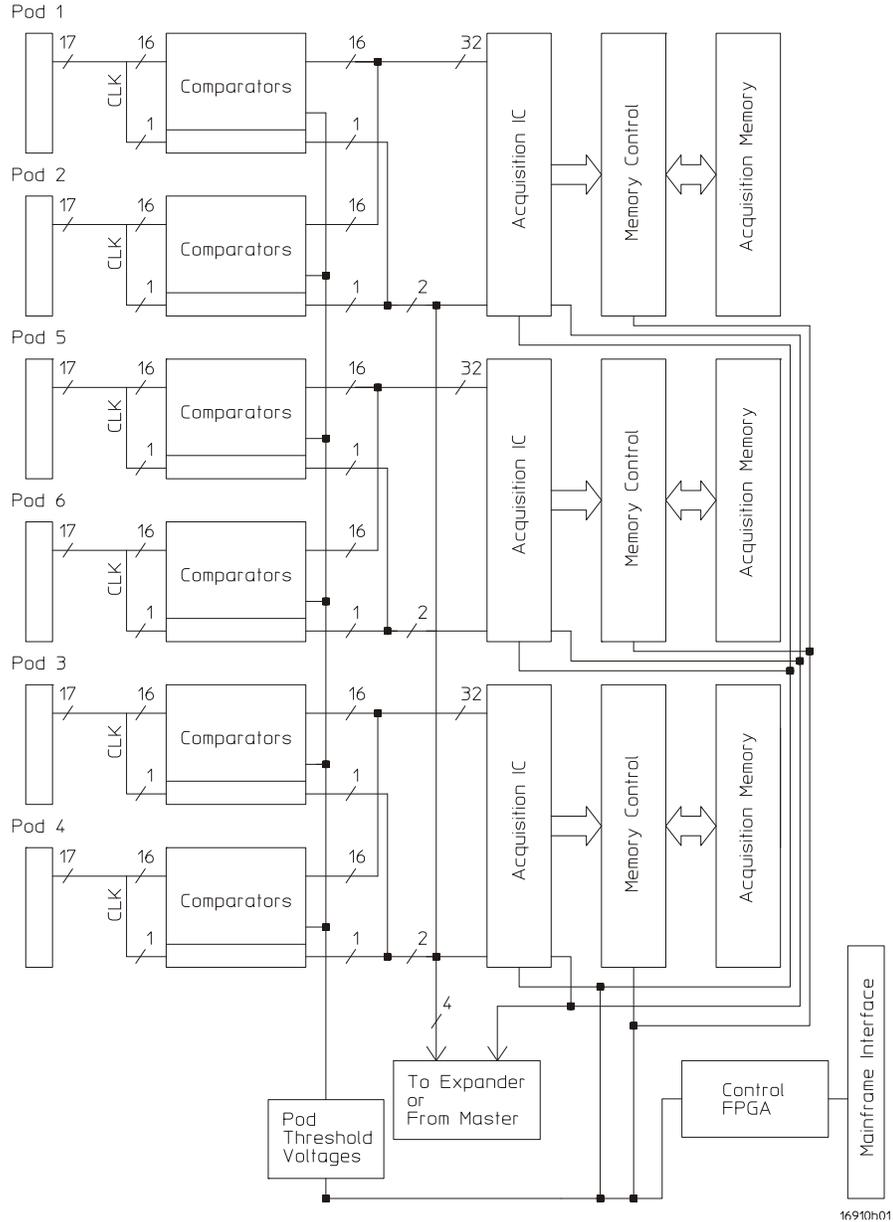 Pod 1
17
16
CLK
1
Comparators
16
1
32
Acquisition IC
Memory Control
Acquisition Memory
Pod 2
17
16
CLK
1
Comparators
16
1
2
Pod 5
17
16
CLK
1
Comparators
16
1
32
Acquisition IC
Memory Control
Acquisition Memory
Pod 6
17
16
CLK
1
Comparators
16
1
2
Pod 3
17
16
CLK
1
Comparators
16
1
32
Acquisition IC
Memory Control
Acquisition Memory
Pod 4
17
16
CLK
1
Comparators
16
1
2
4
To Expander
or
From Master
Pod
Threshold
Voltages
Control
FPGA
Mainframe Interface
16910b01